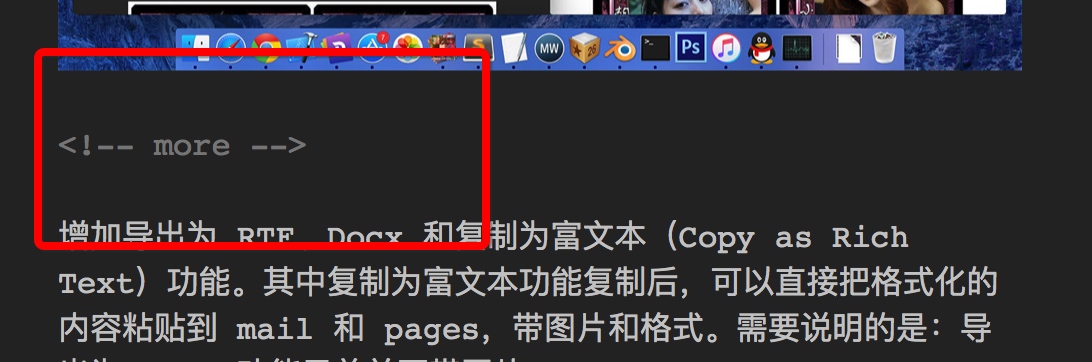 7
MW
26
>_
Ps
<!-- more -->
增加导出为 RTF、Docx 和复制为富文本（Copy as Rich
Text）功能。其中复制为富文本功能复制后，可以直接把格式化的
内容粘贴到 mail 和 pages，带图片和格式。需要说明的是：导